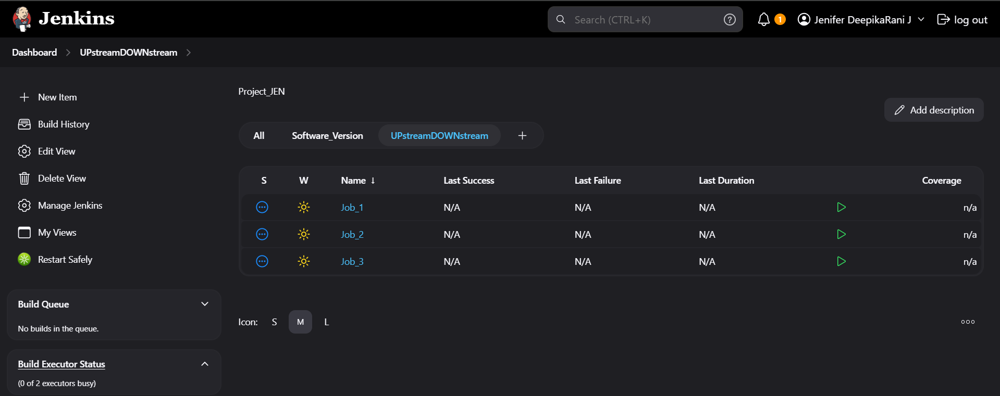 Jenkins
Search (CTRL+K)
?
1
Jenifer DeepikaRani J
log out
Dashboard
UPstreamDOWNstream
New Item
Build History
Edit View
Delete View
Manage Jenkins
My Views
Restart Safely
Build Queue
No builds in the queue.
Build Executor Status
(0 of 2 executors busy)
Project_JEN
Add description
All Software_Version UPstreamDOWNstream +
S W Name ↓ Last Success Last Failure Last Duration Coverage
Job_1 N/A N/A N/A n/a
Job_2 N/A N/A N/A n/a
Job_3 N/A N/A N/A n/a
Icon: S M L